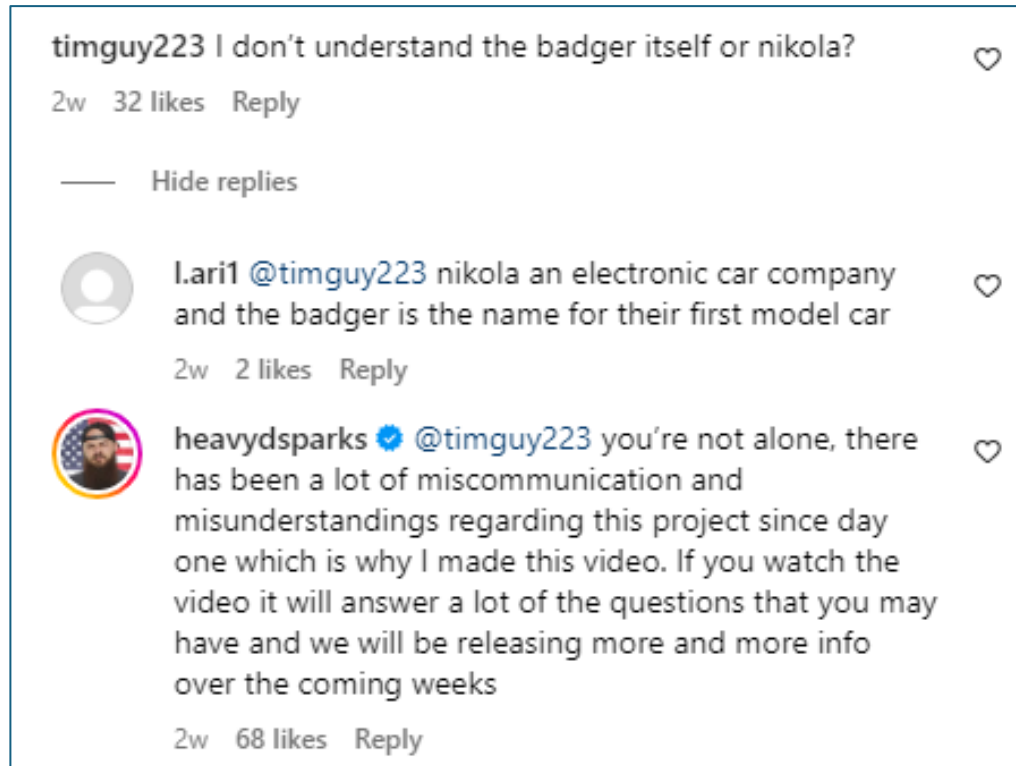 timguy223 I don’t understand the badger itself or nikola?
2w 32 likes Reply
Hide replies
l.ari1 @timguy223 nikola an electronic car company
and the badger is the name for their first model car
2w 2 likes Reply
heavydsparks @timguy223 you’re not alone, there
has been a lot of miscommunication and
misunderstandings regarding this project since day
one which is why I made this video. If you watch the
video it will answer a lot of the questions that you may
have and we will be releasing more and more info
over the coming weeks
2w 68 likes Reply